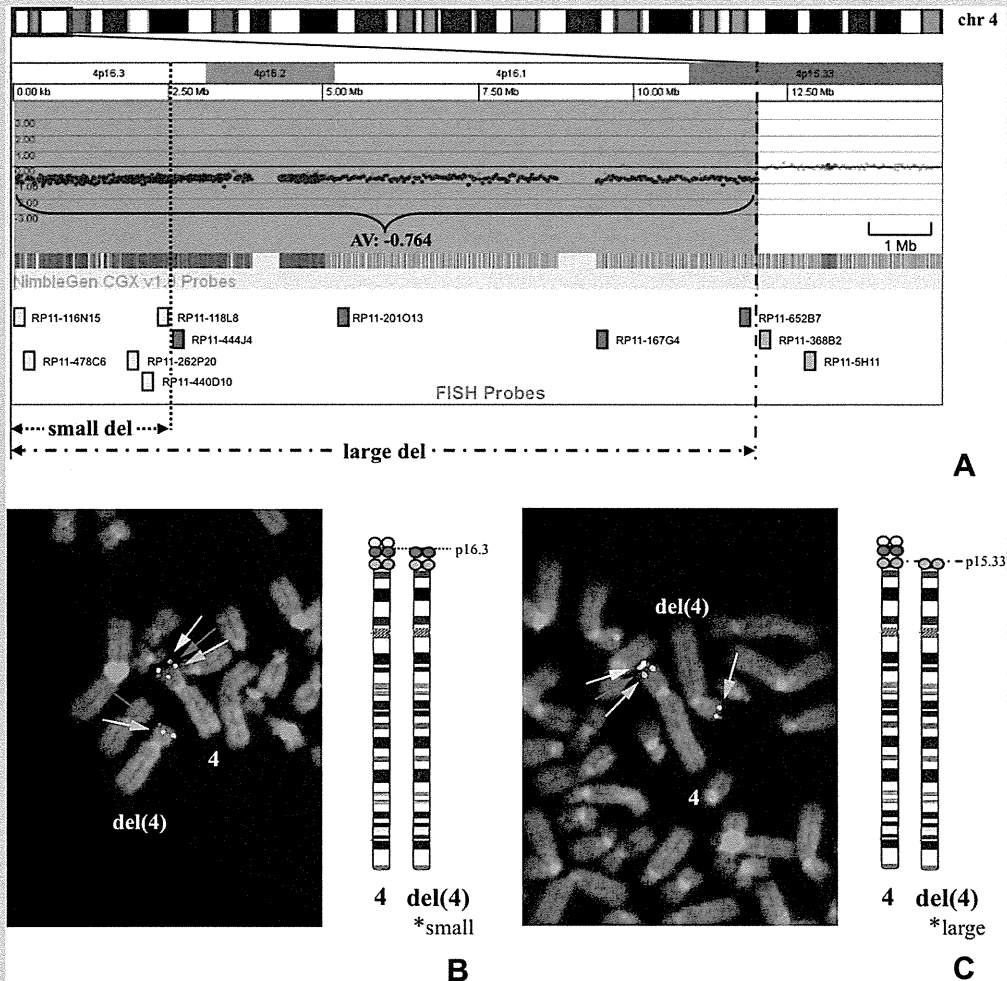 chr 4
4p16.3 4p16.2 4p16.1 4p15.33
0.00 kb 2.50 Mb 5.00 Mb 7.50 Mb 10.00 Mb 12.50 Mb
3.00
2.00
1.00
-1.00
-3.00
AV: -0.764
1 Mb
NimbleGen CGX Probes
RP11-116N15 RP11-118L8 RP11-201O13 RP11-652B7
RP11-444J4 RP11-167G4 RP11-368B2
RP11-478C6 RP11-262P20 RP11-5H11
RP11-440D10
FISH Probes
small del
large del
A
p16.3
4
del(4)
4 del(4)
*small
B
del(4)
p15.33
4
4 del(4)
*large
C